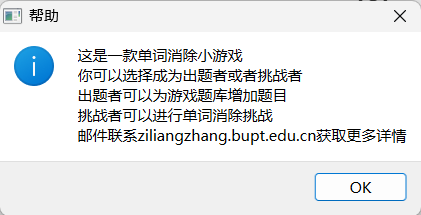 帮助
这是一款单词消除小游戏
你可以选择成为出题者或者挑战者
出题者可以为游戏题库增加题目
挑战者可以进行单词消除挑战
邮件联系ziliangzhang.bupt.edu.cn获取更多详情
OK